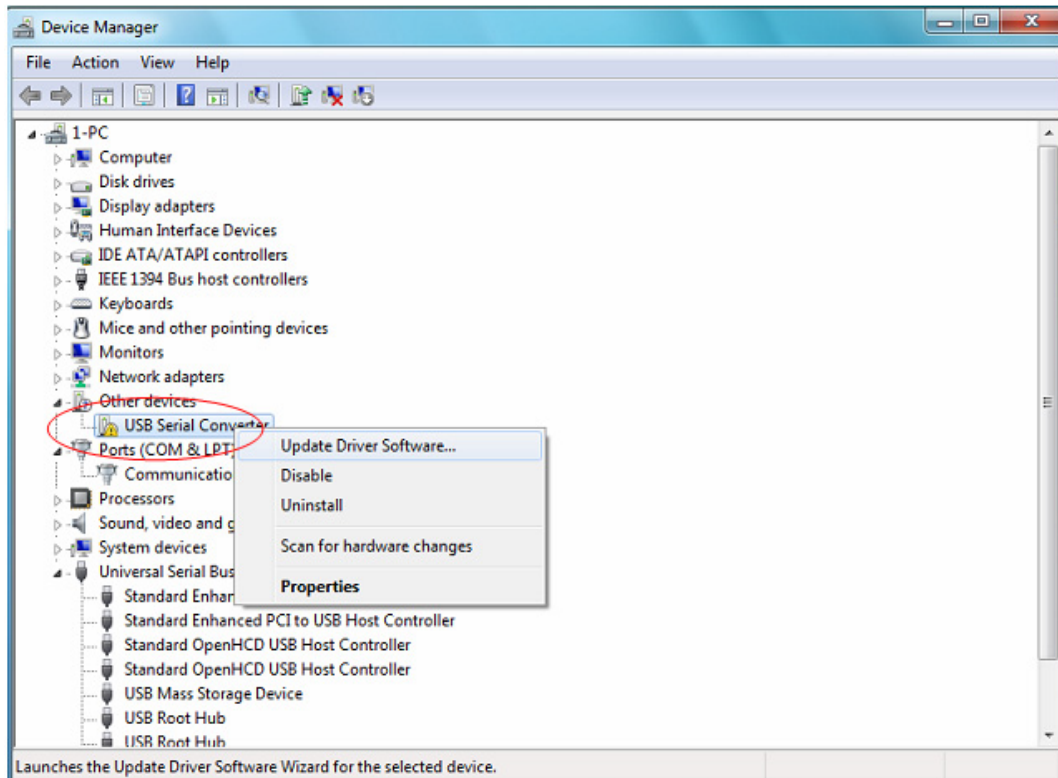 Device Manager
File Action View Help
1-PC
Computer
Disk drives
Display adapters
Human Interface Devices
IDE ATA/ATAPI controllers
IEEE 1394 Bus host controllers
Keyboards
Mice and other pointing devices
Monitors
Network adapters
Other devices
USB Serial Converter
Ports (COM & LPT)
Update Driver Software...
Communicatio
Disable
Processors
Uninstall
Sound, video and g
System devices
Scan for hardware changes
Universal Serial Bus
Properties
Standard Enhan
Standard Enhanced PCI to USB Host Controller
Standard OpenHCD USB Host Controller
Standard OpenHCD USB Host Controller
USB Mass Storage Device
USB Root Hub
USB Root Hub
Launches the Update Driver Software Wizard for the selected device.